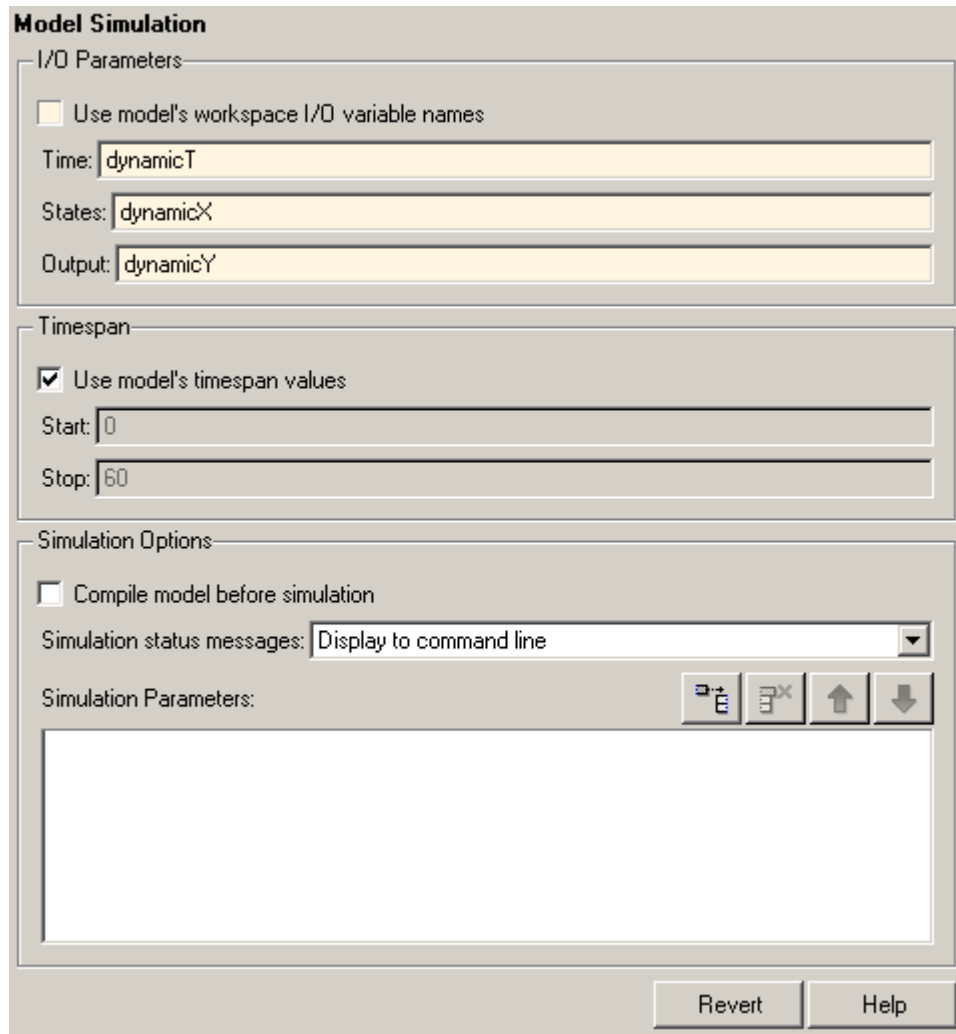 Model Simulation
I/O Parameters
Use model's workspace I/O variable names
Time: dynamicT
States: dynamicX
Output: dynamicY
Timespan
Use model's timespan values
Start: 0
Stop: 60
Simulation Options
Compile model before simulation
Simulation status messages: Display to command line
Simulation Parameters:
Revert Help